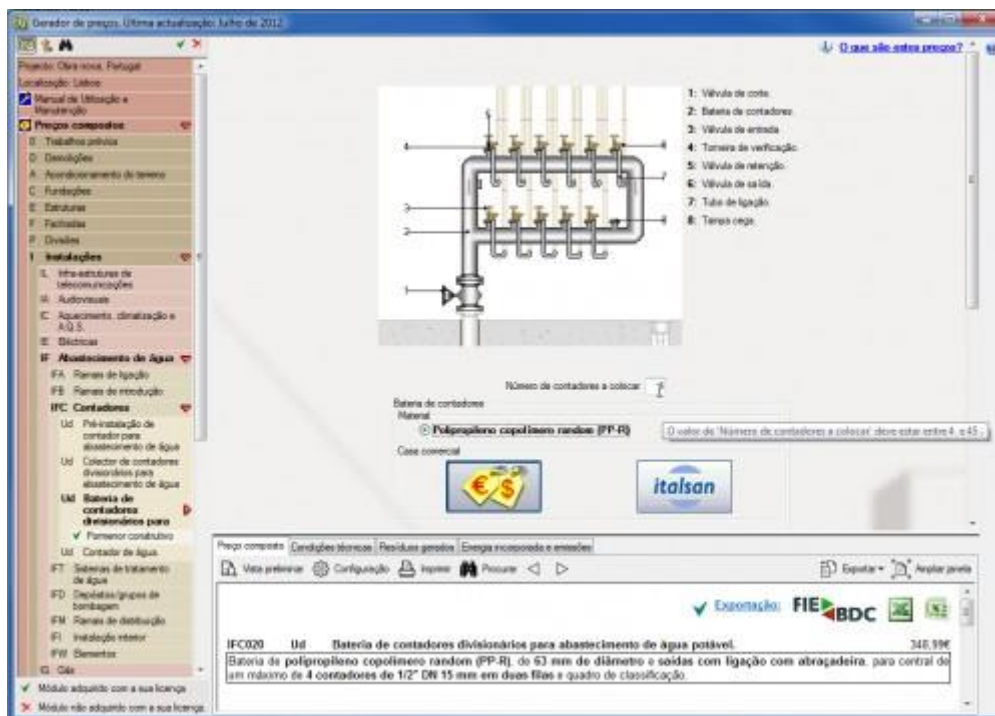 Gerador de preços. Última actualização: Julho de 2012
O que são estes preços?
Projecto: Obra nova, Portugal
Localização: Lisboa
Manual de Utilização e
Manutenção
Preços compostos
0 Trabalhos prévios
D Demolições
A Acondicionamento do terreno
C Fundações
E Estruturas
F Fachadas
P Divisões
I Instalações
IL Infra-estruturas de
telecomunicações
IA Audiovisuais
IC Aquecimento, climatização e
A.Q.S.
IE Eléctricas
IF Abastecimento de água
IFA Ramais de ligação
IFB Ramais de introdução
IFC Contadores
Ud Pré-instalação de
contador para
abastecimento de água
Ud Colector de contadores
divisionários para
abastecimento de água
Ud Bateria de
contadores
divisionários para
Pormenor construtivo
Ud Contador de água
IFT Sistemas de tratamento
de água
IFD Depósitos/grupos de
bombagem
IFM Ramais de distribuição
IFI Instalação interior
IFW Elementos
IG Gás
Módulo adquirido com a sua licença
Módulo não adquirido com a sua licença
1: Válvula de corte.
2: Bateria de contadores.
3: Válvula de entrada.
4: Torneira de verificação.
5: Válvula de retenção.
6: Válvula de saída.
7: Tubo de ligação.
8: Tampa cega.
Número de contadores a colocar
Bateria de contadores
Material
Polipropileno copolímero random (PP-R)
O valor de 'Número de contadores a colocar' deve estar entre 4 e 45
Casa comercial
€ $
italsan
Preço composto Condições técnicas Resíduos gerados Energia incorporada e emissões
Vista preliminar Configuração Imprimir Procurar Exportar Ampliar janela
Exportação: FIEBDC
IFC020 Ud Bateria de contadores divisionários para abastecimento de água potável. 348,99€
Bateria de polipropileno copolímero random (PP-R), de 63 mm de diâmetro e saídas com ligação com abraçadeira, para central de
um máximo de 4 contadores de 1/2" DN 15 mm em duas filas e quadro de classificação.